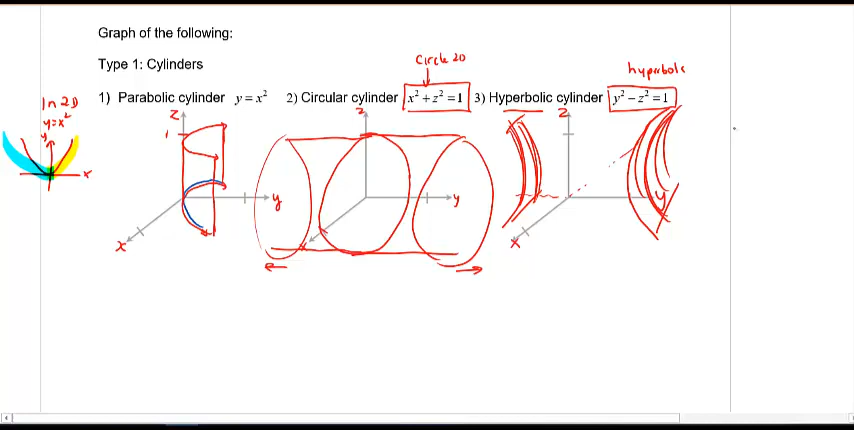 Graph of the following:
Circle 2D
Type 1: Cylinders
hyperbola
1) Parabolic cylinder y = x²
2) Circular cylinder x² + z² = 1
3) Hyperbolic cylinder y² − z² = 1
In 2D
y=x²
y
x
z
1
y
x
z
y
x
z
y
x